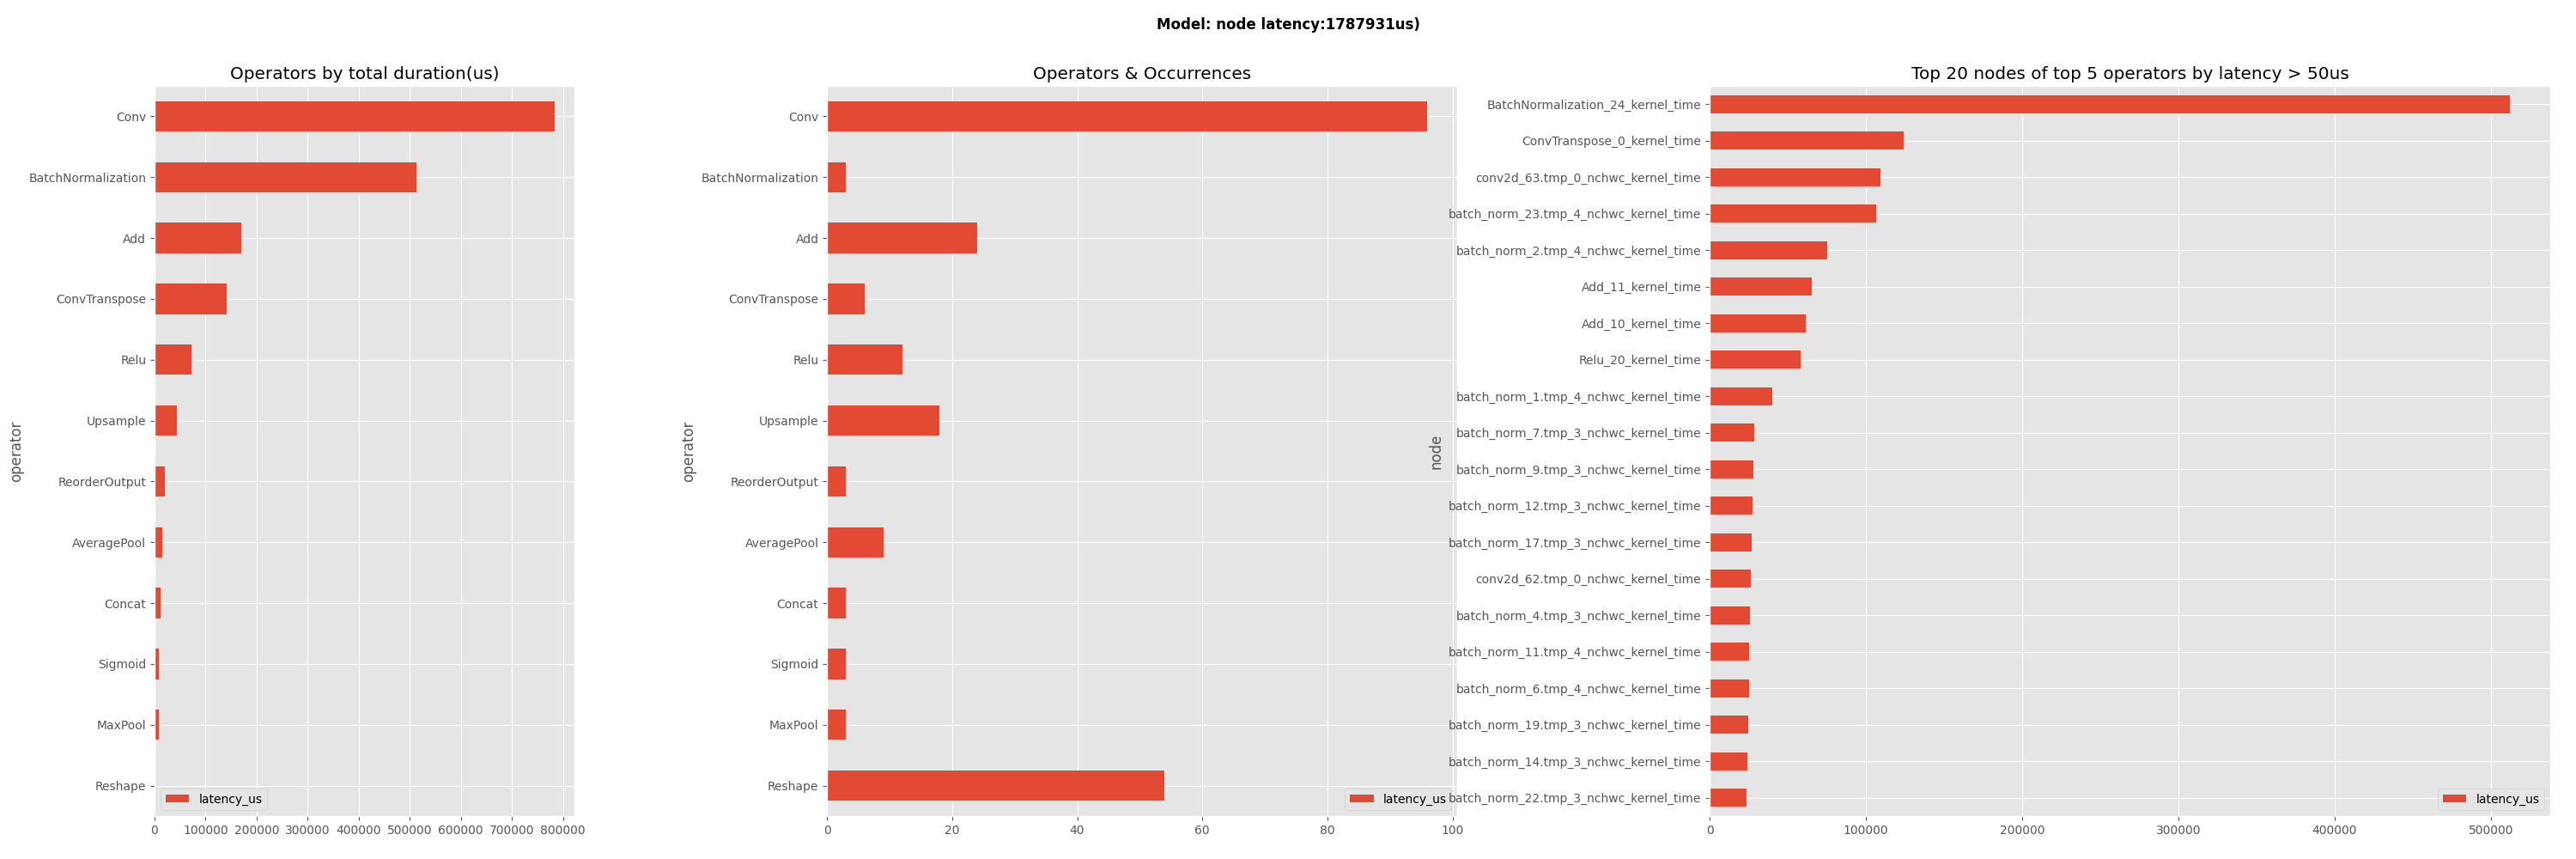 Model: node latency:1787931us)
Operators by total duration(us)
operator
Conv
BatchNormalization
Add
ConvTranspose
Relu
Upsample
ReorderOutput
AveragePool
Concat
Sigmoid
MaxPool
Reshape
latency_us
0 100000 200000 300000 400000 500000 600000 700000 800000
Operators & Occurrences
operator
Conv
BatchNormalization
Add
ConvTranspose
Relu
Upsample
ReorderOutput
AveragePool
Concat
Sigmoid
MaxPool
Reshape
latency_us
0 20 40 60 80 100
Top 20 nodes of top 5 operators by latency > 50us
node
BatchNormalization_24_kernel_time
ConvTranspose_0_kernel_time
conv2d_63.tmp_0_nchwc_kernel_time
batch_norm_23.tmp_4_nchwc_kernel_time
batch_norm_2.tmp_4_nchwc_kernel_time
Add_11_kernel_time
Add_10_kernel_time
Relu_20_kernel_time
batch_norm_1.tmp_4_nchwc_kernel_time
batch_norm_7.tmp_3_nchwc_kernel_time
batch_norm_9.tmp_3_nchwc_kernel_time
batch_norm_12.tmp_3_nchwc_kernel_time
batch_norm_17.tmp_3_nchwc_kernel_time
conv2d_62.tmp_0_nchwc_kernel_time
batch_norm_4.tmp_3_nchwc_kernel_time
batch_norm_11.tmp_4_nchwc_kernel_time
batch_norm_6.tmp_4_nchwc_kernel_time
batch_norm_19.tmp_3_nchwc_kernel_time
batch_norm_14.tmp_3_nchwc_kernel_time
batch_norm_22.tmp_3_nchwc_kernel_time
latency_us
0 100000 200000 300000 400000 500000